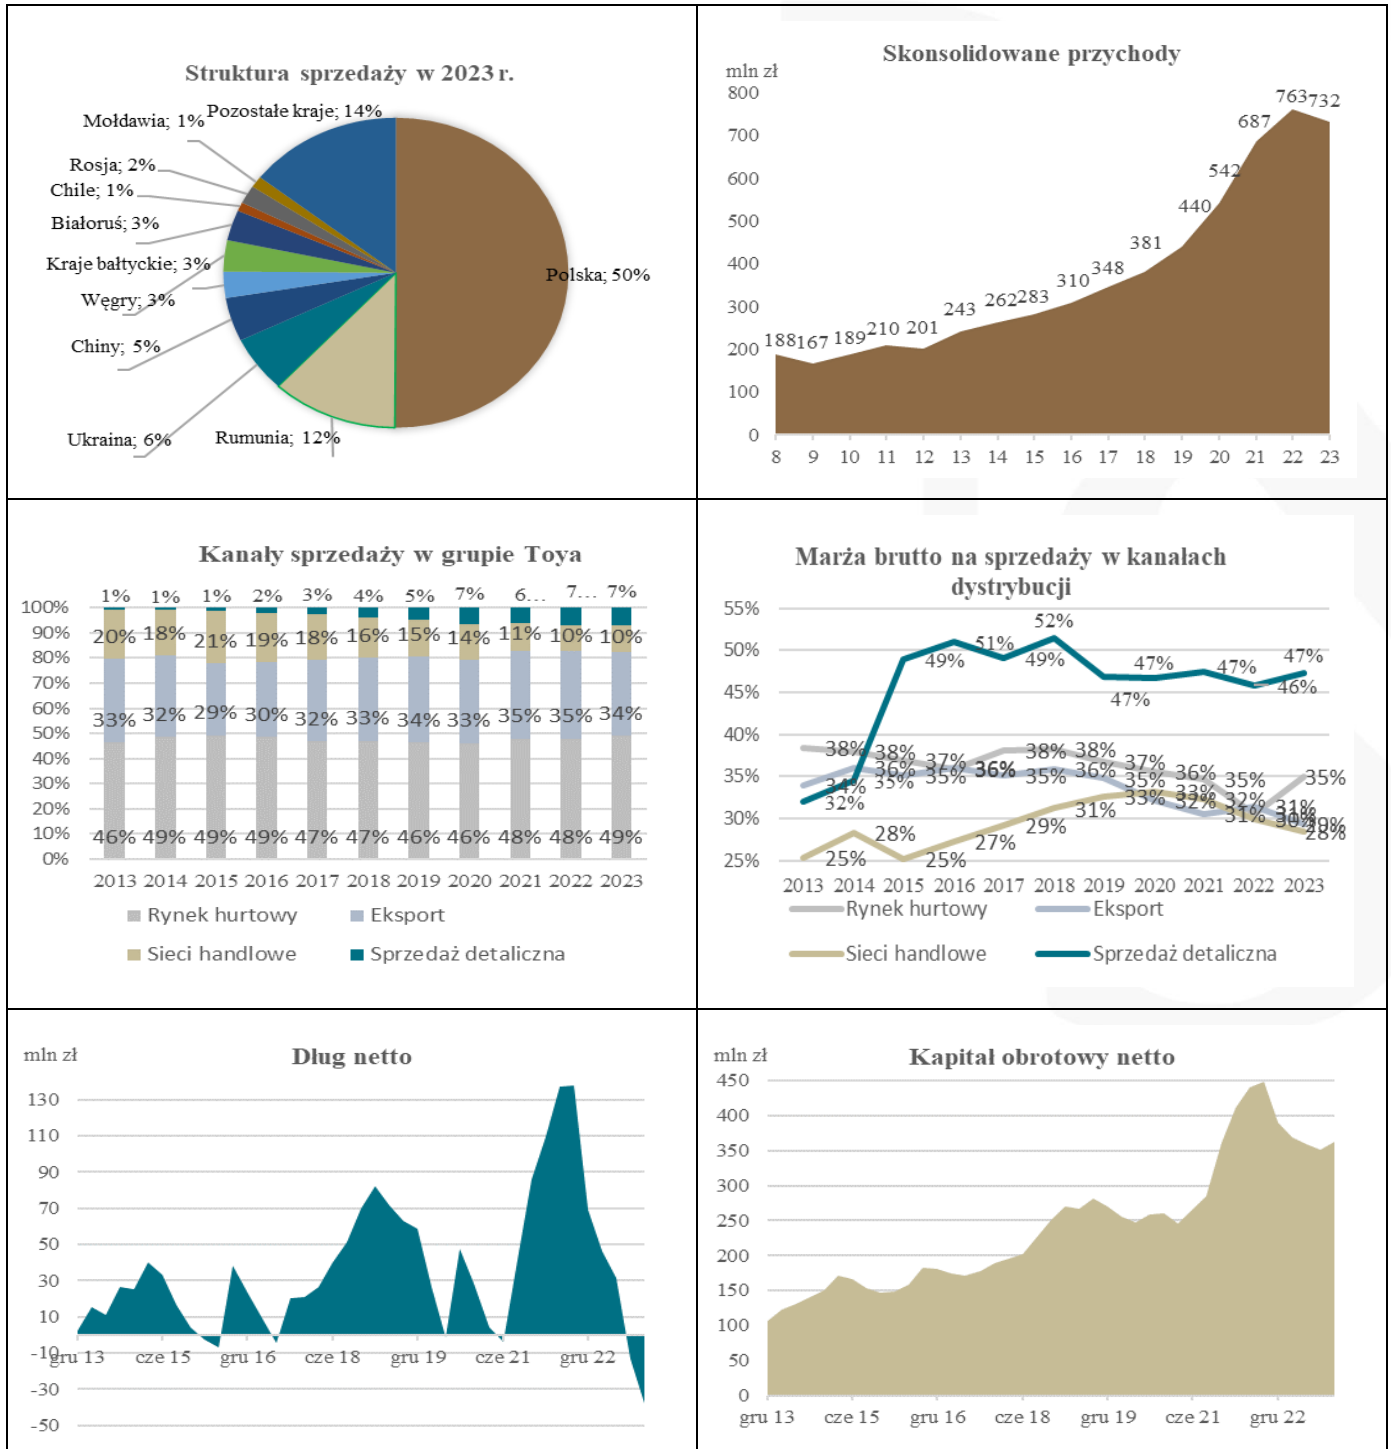 Struktura sprzedaży w 2023 r.
Pozostałe kraje; 14%
Mołdawia; 1%
Rosja; 2%
Chile; 1%
Białoruś; 3%
Kraje bałtyckie; 3%
Węgry; 3%
Chiny; 5%
Ukraina; 6%
Rumunia; 12%
Polska; 50%
Skonsolidowane przychody
mln zł
800
700
600
500
400
300
200
100
0
188 167 189 210 201 243 262 283 310 348 381 440 542 687 763 732
8 9 10 11 12 13 14 15 16 17 18 19 20 21 22 23
Kanały sprzedaży w grupie Toya
1% 1% 1% 2% 3% 4% 5% 7% 6... 7... 7%
100%
90%
80%
70%
60%
50%
40%
30%
20%
10%
0%
20% 18% 21% 19% 18% 16% 15% 14% 11% 10% 10%
33% 32% 29% 30% 32% 33% 34% 33% 35% 35% 34%
46% 49% 49% 49% 47% 47% 46% 46% 48% 48% 49%
2013 2014 2015 2016 2017 2018 2019 2020 2021 2022 2023
Rynek hurtowy Eksport
Sieci handlowe Sprzedaż detaliczna
Marża brutto na sprzedaży w kanałach
dystrybucji
55%
50%
45%
40%
35%
30%
25%
49% 51% 49% 52% 47% 47% 47% 46% 47%
38% 38% 37% 36% 38% 38% 37% 36% 35% 31% 35%
34% 36% 35% 36% 35% 36% 35% 32% 31% 31% 29%
32% 35%
25% 28% 25% 27% 29% 31% 33% 33% 32% 30% 28%
2013 2014 2015 2016 2017 2018 2019 2020 2021 2022 2023
Rynek hurtowy Eksport
Sieci handlowe Sprzedaż detaliczna
mln zł
Dług netto
130
110
90
70
50
30
10
-10
-30
-50
gru 13 cze 15 gru 16 cze 18 gru 19 cze 21 gru 22
mln zł
Kapitał obrotowy netto
450
400
350
300
250
200
150
100
50
0
gru 13 cze 15 gru 16 cze 18 gru 19 cze 21 gru 22